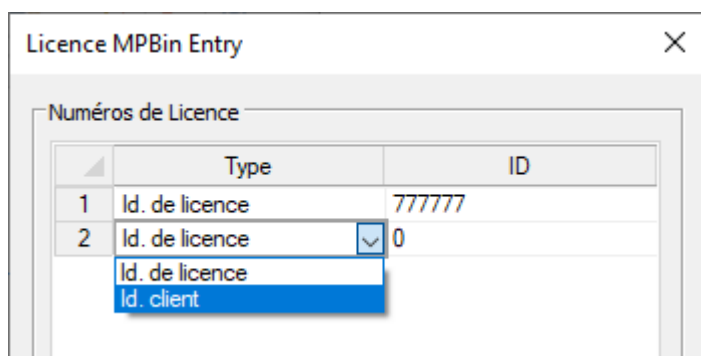 Licence MPBin Entry
Numéros de Licence
Type ID
1 Id. de licence 777777
2 Id. de licence 0
Id. de licence
Id. client